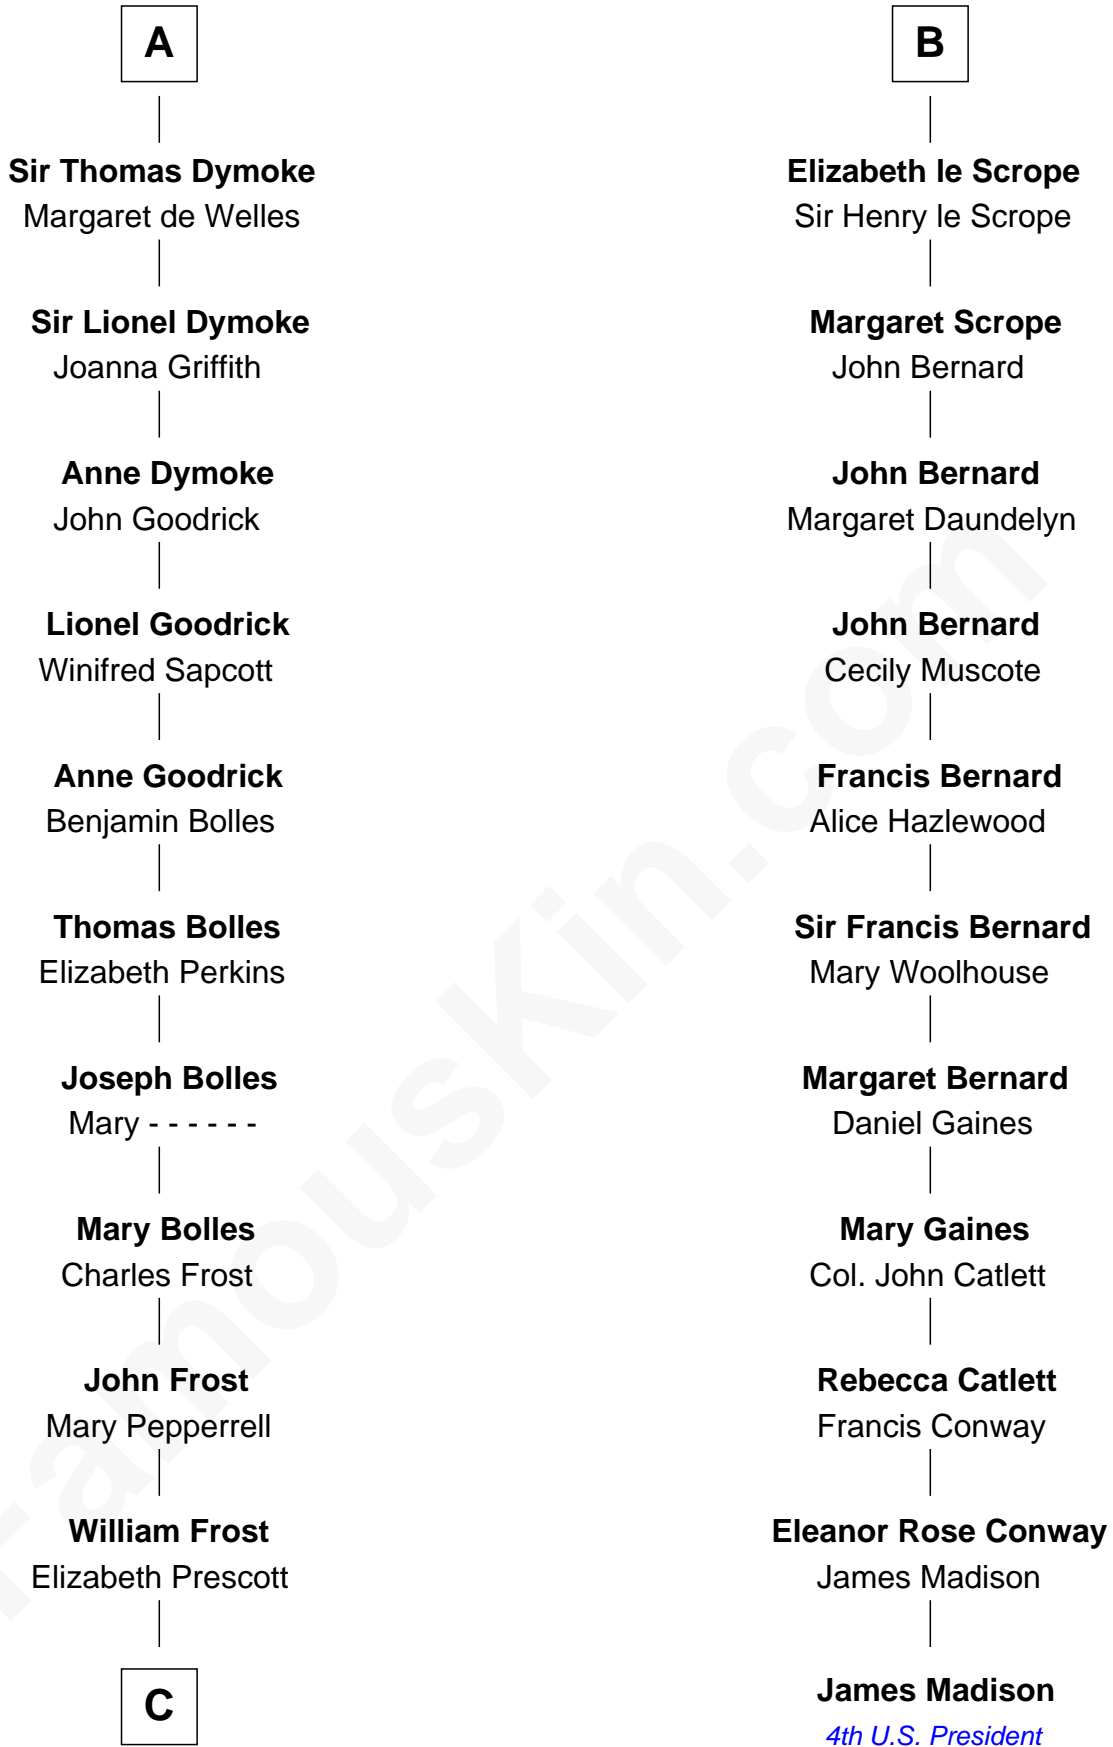 A
Sir Thomas Dymoke
Margaret de Welles
Sir Lionel Dymoke
Joanna Griffith
Anne Dymoke
John Goodrick
Lionel Goodrick
Winifred Sapcott
Anne Goodrick
Benjamin Bolles
Thomas Bolles
Elizabeth Perkins
Joseph Bolles
Mary - - - - - -
Mary Bolles
Charles Frost
John Frost
Mary Pepperrell
William Frost
Elizabeth Prescott
C
B
Elizabeth le Scrope
Sir Henry le Scrope
Margaret Scrope
John Bernard
John Bernard
Margaret Daundelyn
John Bernard
Cecily Muscote
Francis Bernard
Alice Hazlewood
Sir Francis Bernard
Mary Woolhouse
Margaret Bernard
Daniel Gaines
Mary Gaines
Col. John Catlett
Rebecca Catlett
Francis Conway
Eleanor Rose Conway
James Madison
James Madison
4th U.S. President
FamousKin.com